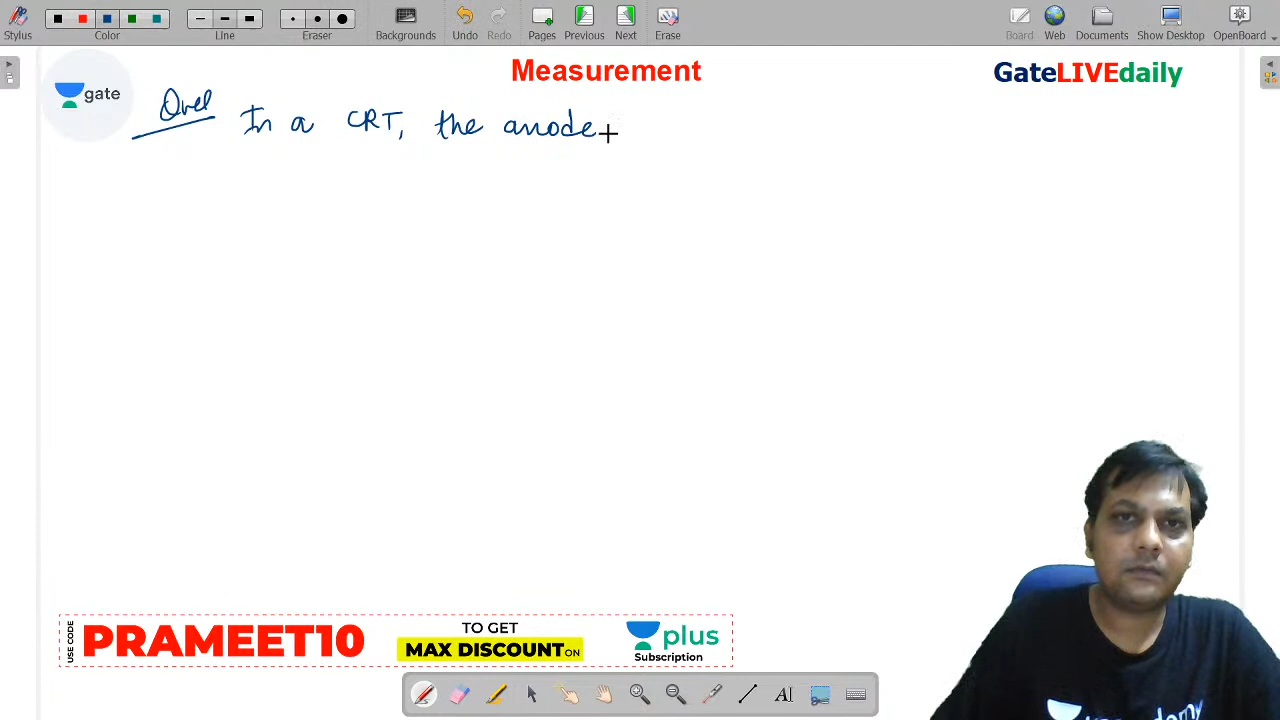 Stylus
Color
Line
Eraser
Backgrounds
Undo
Redo
Pages
Previous
Next
Erase
Board
Web
Documents
Show Desktop
OpenBoard
gate
Measurement
GateLIVEdaily
In a CRT, the anode
USE CODE
PRAMEET10
TO GET
MAX DISCOUNT ON
plus
Subscription